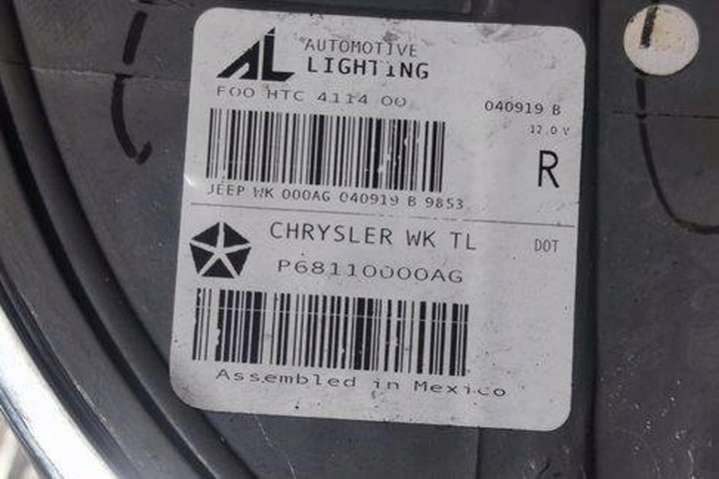 AL AUTOMOTIVE
LIGHTING
F00 HTC 4114 00
040919 B
12.0 V
R
JEEP WK 000AG 040919 B 9853
CHRYSLER WK TL
DOT
P68110000AG
Assembled in Mexico